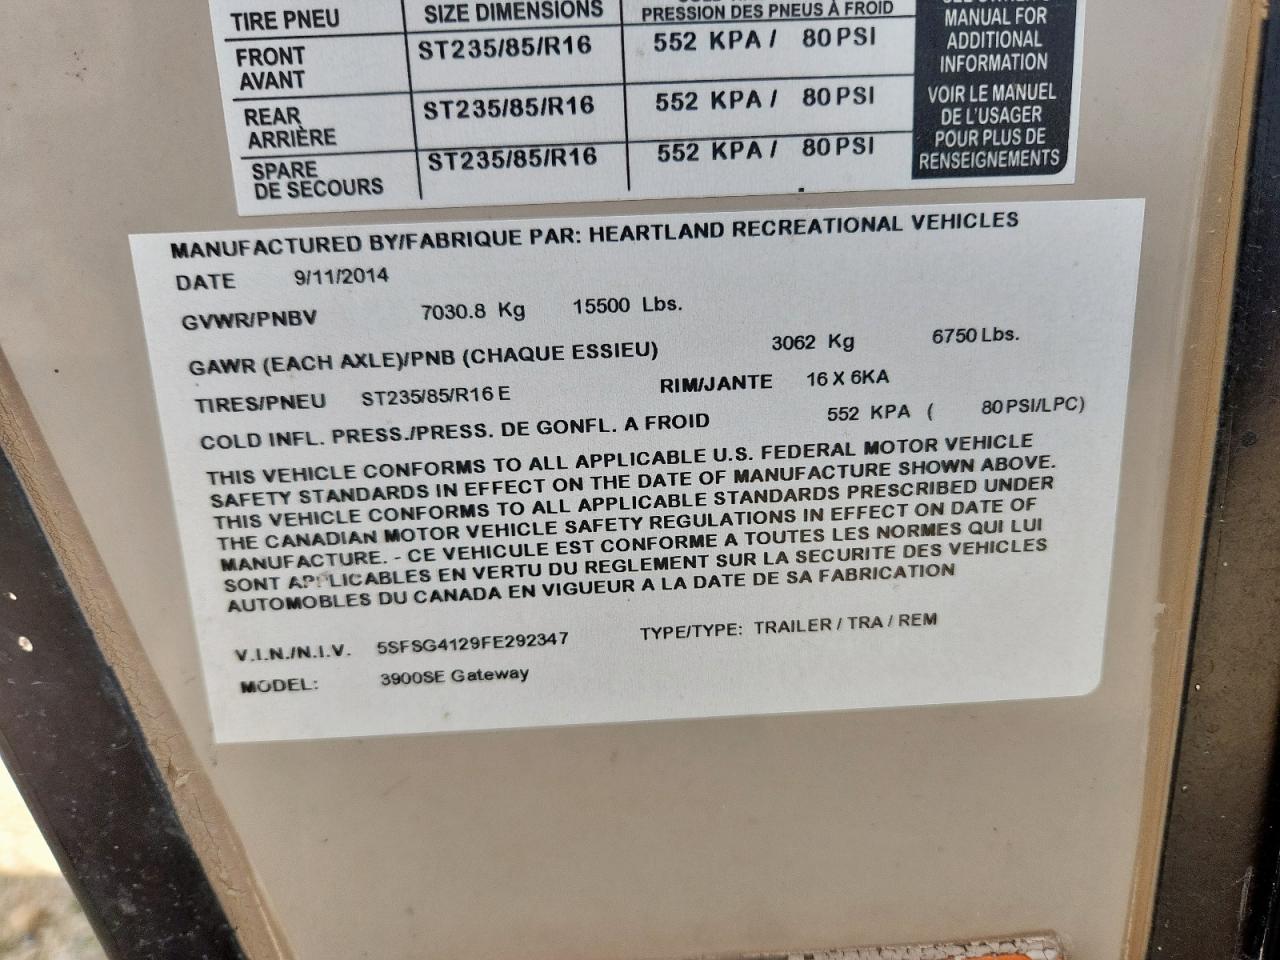 TIRE PNEU SIZE DIMENSIONS PRESSION DES PNEUS À FROID
FRONT
AVANT ST235/85/R16 552 KPA / 80 PSI
REAR
ARRIÈRE ST235/85/R16 552 KPA / 80 PSI
SPARE
DE SECOURS ST235/85/R16 552 KPA / 80 PSI
MANUAL FOR
ADDITIONAL
INFORMATION
VOIR LE MANUEL
DE L'USAGER
POUR PLUS DE
RENSEIGNEMENTS
MANUFACTURED BY/FABRIQUE PAR: HEARTLAND RECREATIONAL VEHICLES
DATE 9/11/2014
GVWR/PNBV 7030.8 Kg 15500 Lbs.
GAWR (EACH AXLE)/PNB (CHAQUE ESSIEU) 3062 Kg 6750 Lbs.
TIRES/PNEU ST235/85/R16 E RIM/JANTE 16 X 6KA
COLD INFL. PRESS./PRESS. DE GONFL. A FROID 552 KPA ( 80 PSI/LPC)
THIS VEHICLE CONFORMS TO ALL APPLICABLE U.S. FEDERAL MOTOR VEHICLE
SAFETY STANDARDS IN EFFECT ON THE DATE OF MANUFACTURE SHOWN ABOVE.
THIS VEHICLE CONFORMS TO ALL APPLICABLE STANDARDS PRESCRIBED UNDER
THE CANADIAN MOTOR VEHICLE SAFETY REGULATIONS IN EFFECT ON DATE OF
MANUFACTURE. - CE VEHICULE EST CONFORME A TOUTES LES NORMES QUI LUI
SONT APPLICABLES EN VERTU DU REGLEMENT SUR LA SECURITE DES VEHICLES
AUTOMOBLES DU CANADA EN VIGUEUR A LA DATE DE SA FABRICATION
V.I.N./N.I.V. 5SFSG4129FE292347 TYPE/TYPE: TRAILER / TRA / REM
MODEL: 3900SE Gateway